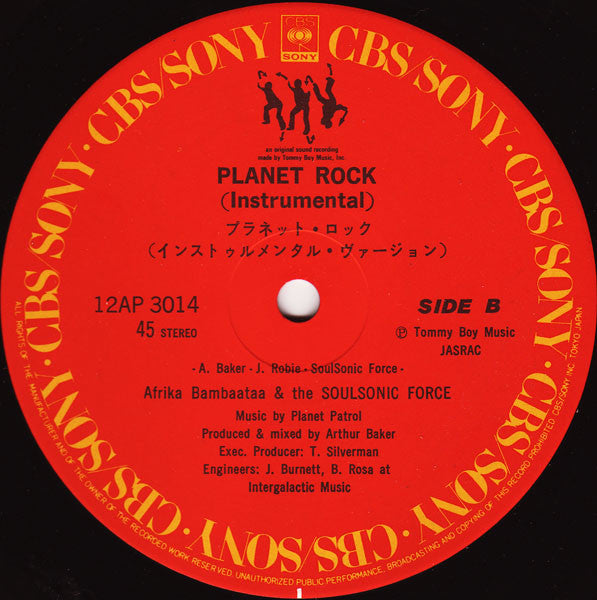 CBS/SONY · CBS/SONY · CBS/SONY · CBS/SONY · CBS/SONY · CBS/SONY · CBS/SONY · CBS/SONY
CBS
SONY
an original sound recording
made by Tommy Boy Music, Inc.
PLANET ROCK
(Instrumental)
プラネット・ロック
(インストゥルメンタル・ヴァージョン)
12AP 3014
45 STEREO
SIDE B
Ⓟ Tommy Boy Music
JASRAC
- A. Baker - J. Robie - SoulSonic Force -
Afrika Bambaataa & the SOULSONIC FORCE
Music by Planet Patrol
Produced & mixed by Arthur Baker
Exec. Producer: T. Silverman
Engineers: J. Burnett, B. Rosa at
Intergalactic Music
ALL RIGHTS OF THE MANUFACTURER AND OF THE OWNER OF THE RECORDED WORK RESERVED. UNAUTHORIZED PUBLIC PERFORMANCE, BROADCASTING AND COPYING OF THIS RECORD PROHIBITED. CBS/SONY INC. TOKYO JAPAN